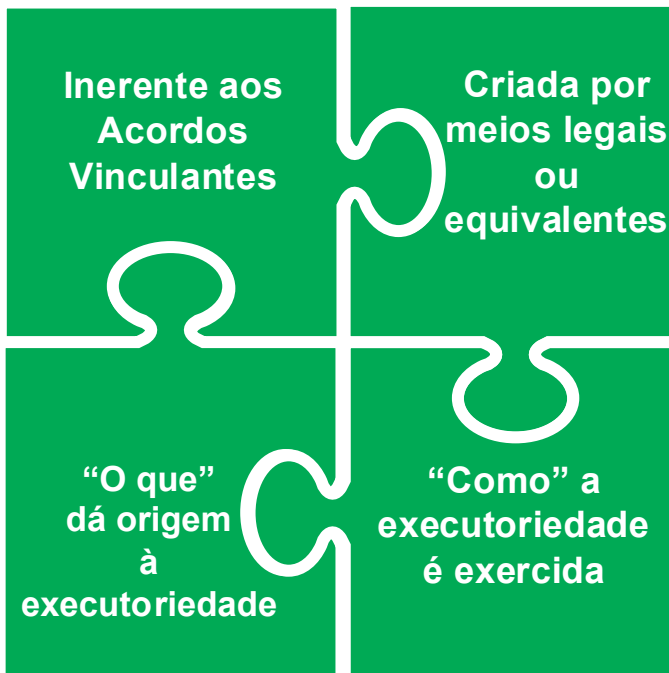 Inerente aos
Acordos
Vinculantes
Criada por
meios legais
ou
equivalentes
“O que”
dá origem
à
executoriedade
“Como” a
executoriedade
é exercida